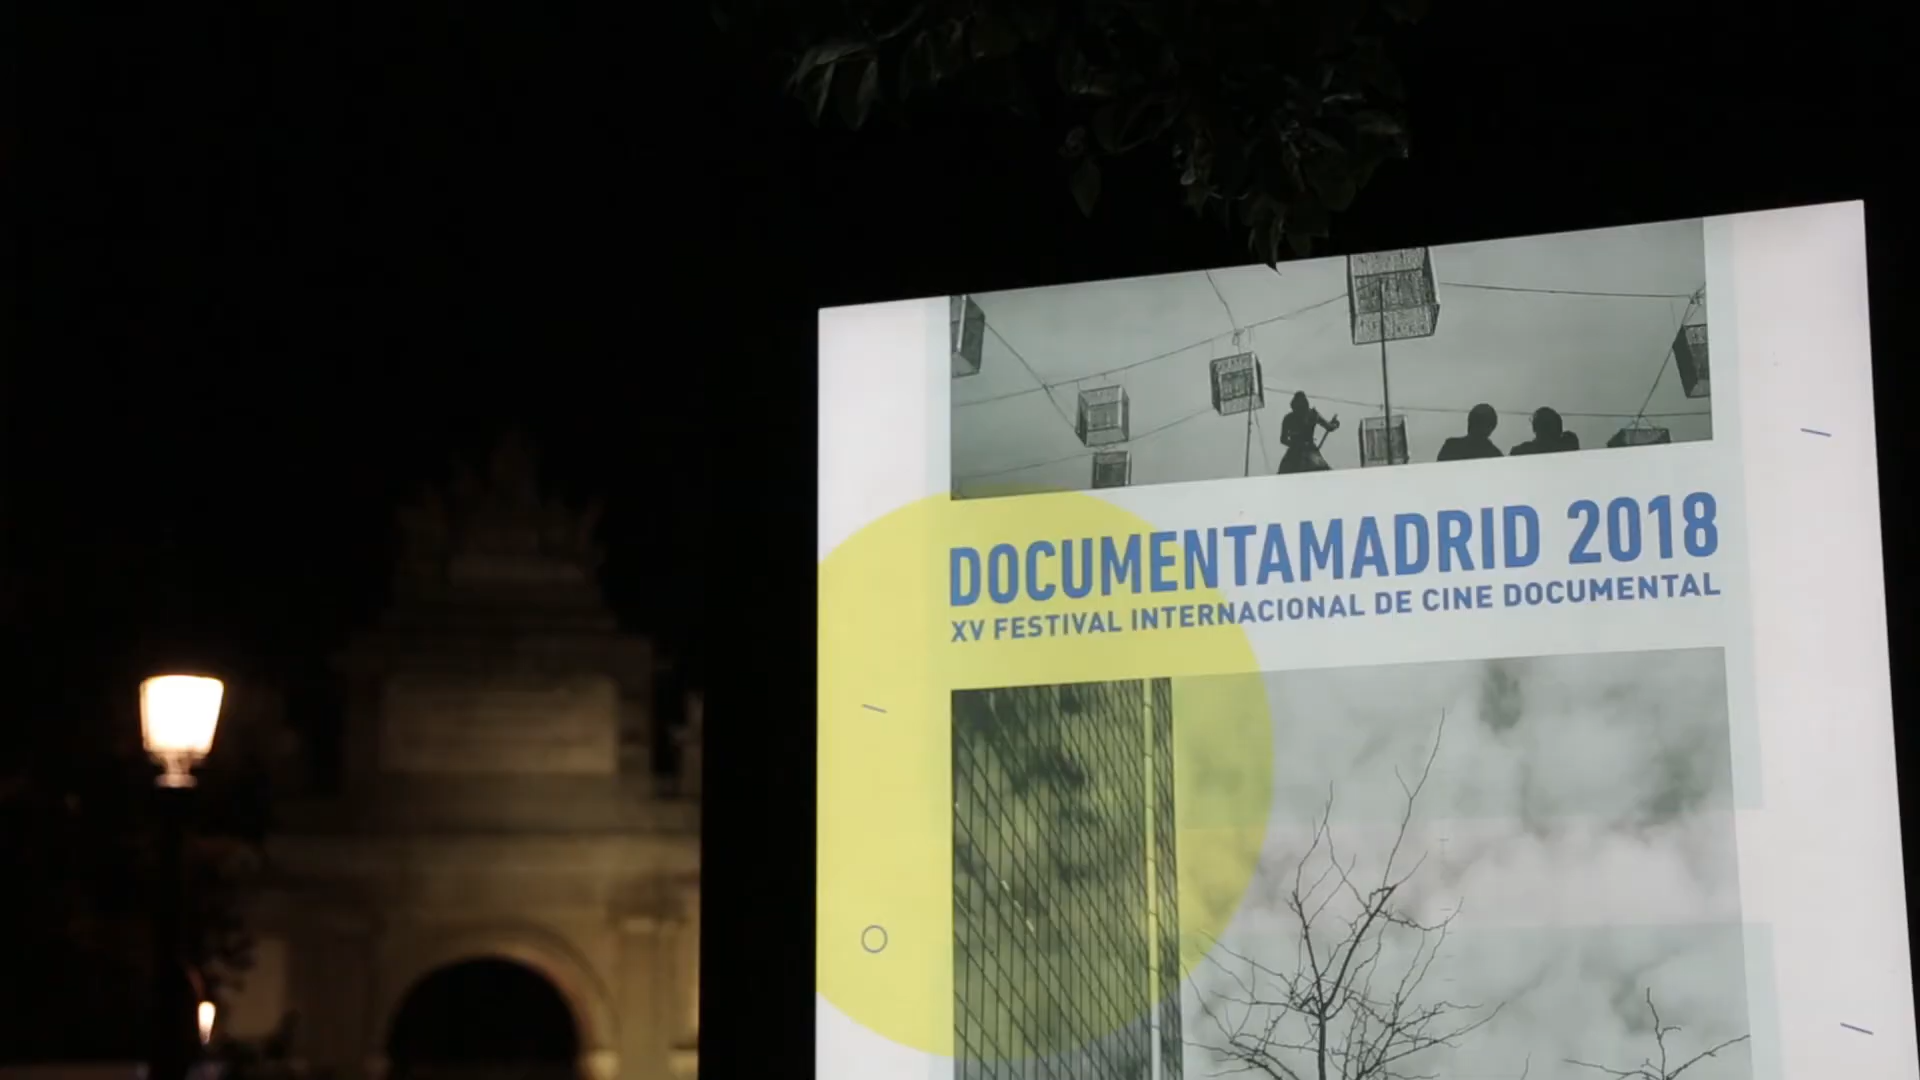 DOCUMENTAMADRID 2018
XV FESTIVAL INTERNACIONAL DE CINE DOCUMENTAL